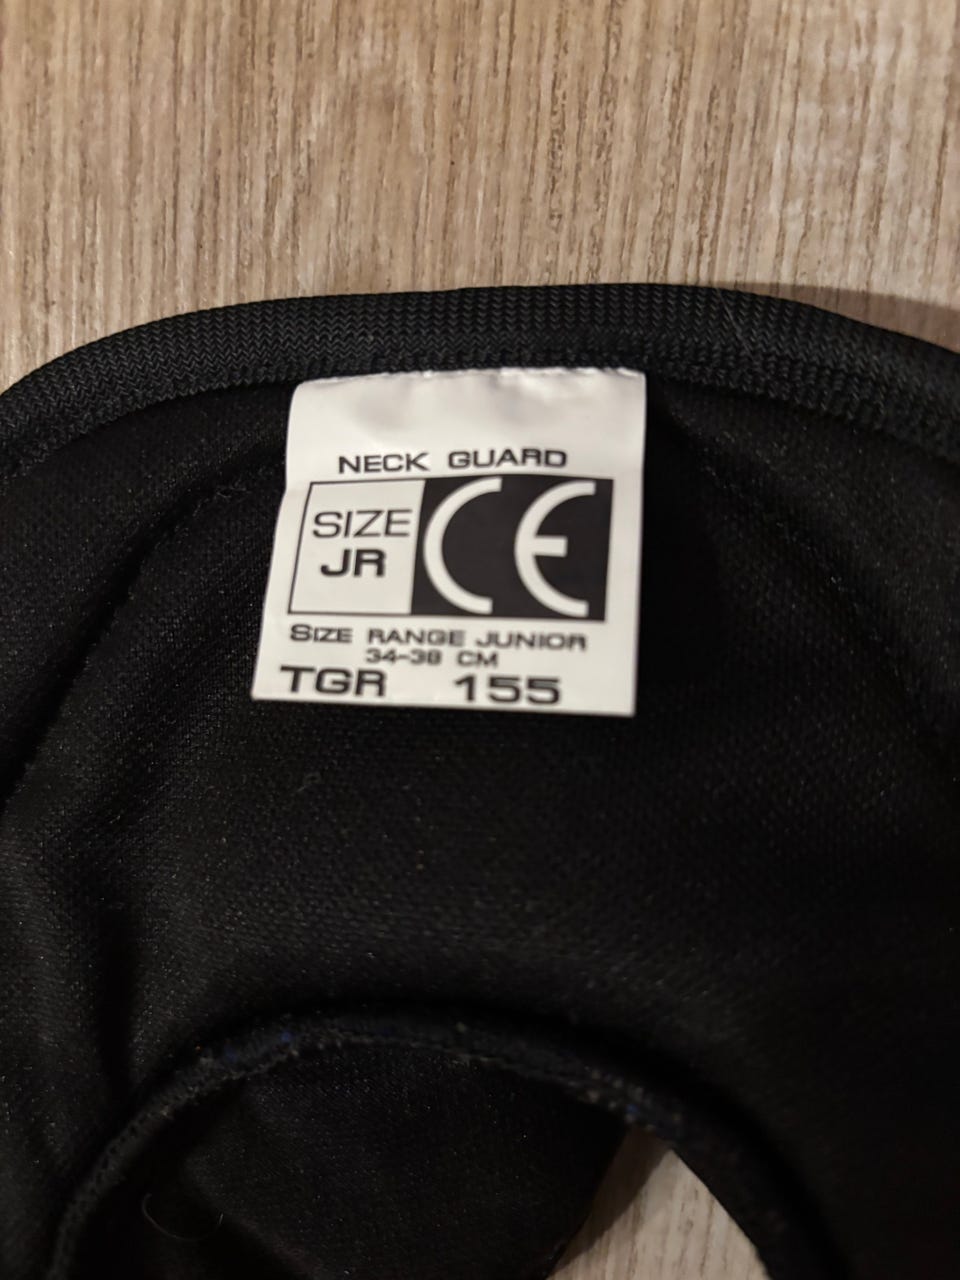 NECK GUARD
SIZE
JR
CE
SIZE RANGE JUNIOR
34-38 CM
TGR 155